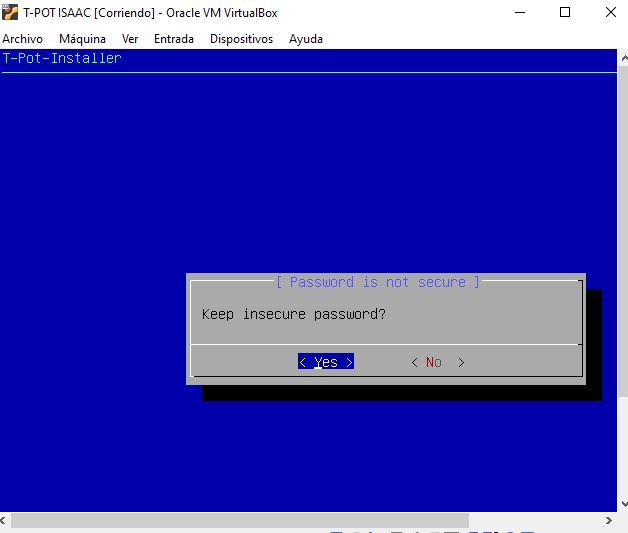 T-POT ISAAC [Corriendo] - Oracle VM VirtualBox
Archivo Máquina Ver Entrada Dispositivos Ayuda
T-Pot-Installer
[ Password is not secure ]
Keep insecure password?
< Yes > < No >